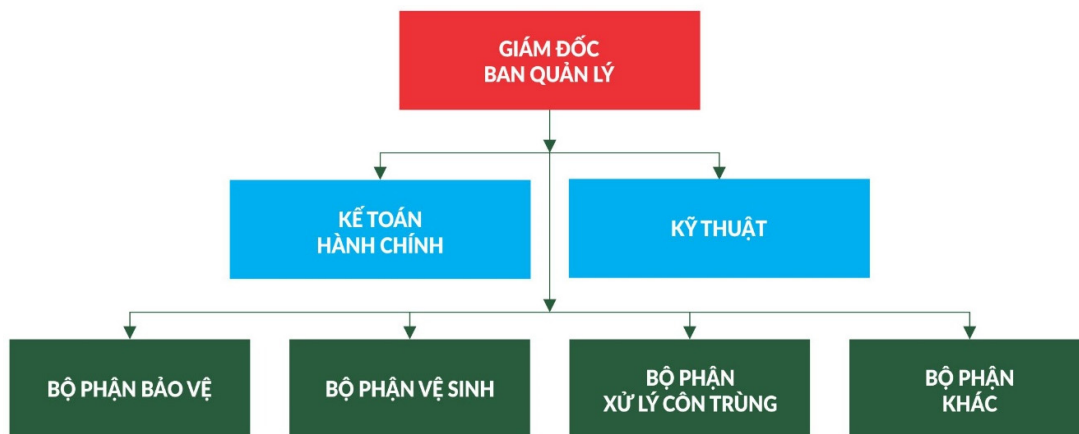 GIÁM ĐỐC
BAN QUẢN LÝ
KẾ TOÁN
HÀNH CHÍNH
KỸ THUẬT
BỘ PHẬN BẢO VỆ
BỘ PHẬN VỆ SINH
BỘ PHẬN
XỬ LÝ CÔN TRÙNG
BỘ PHẬN
KHÁC